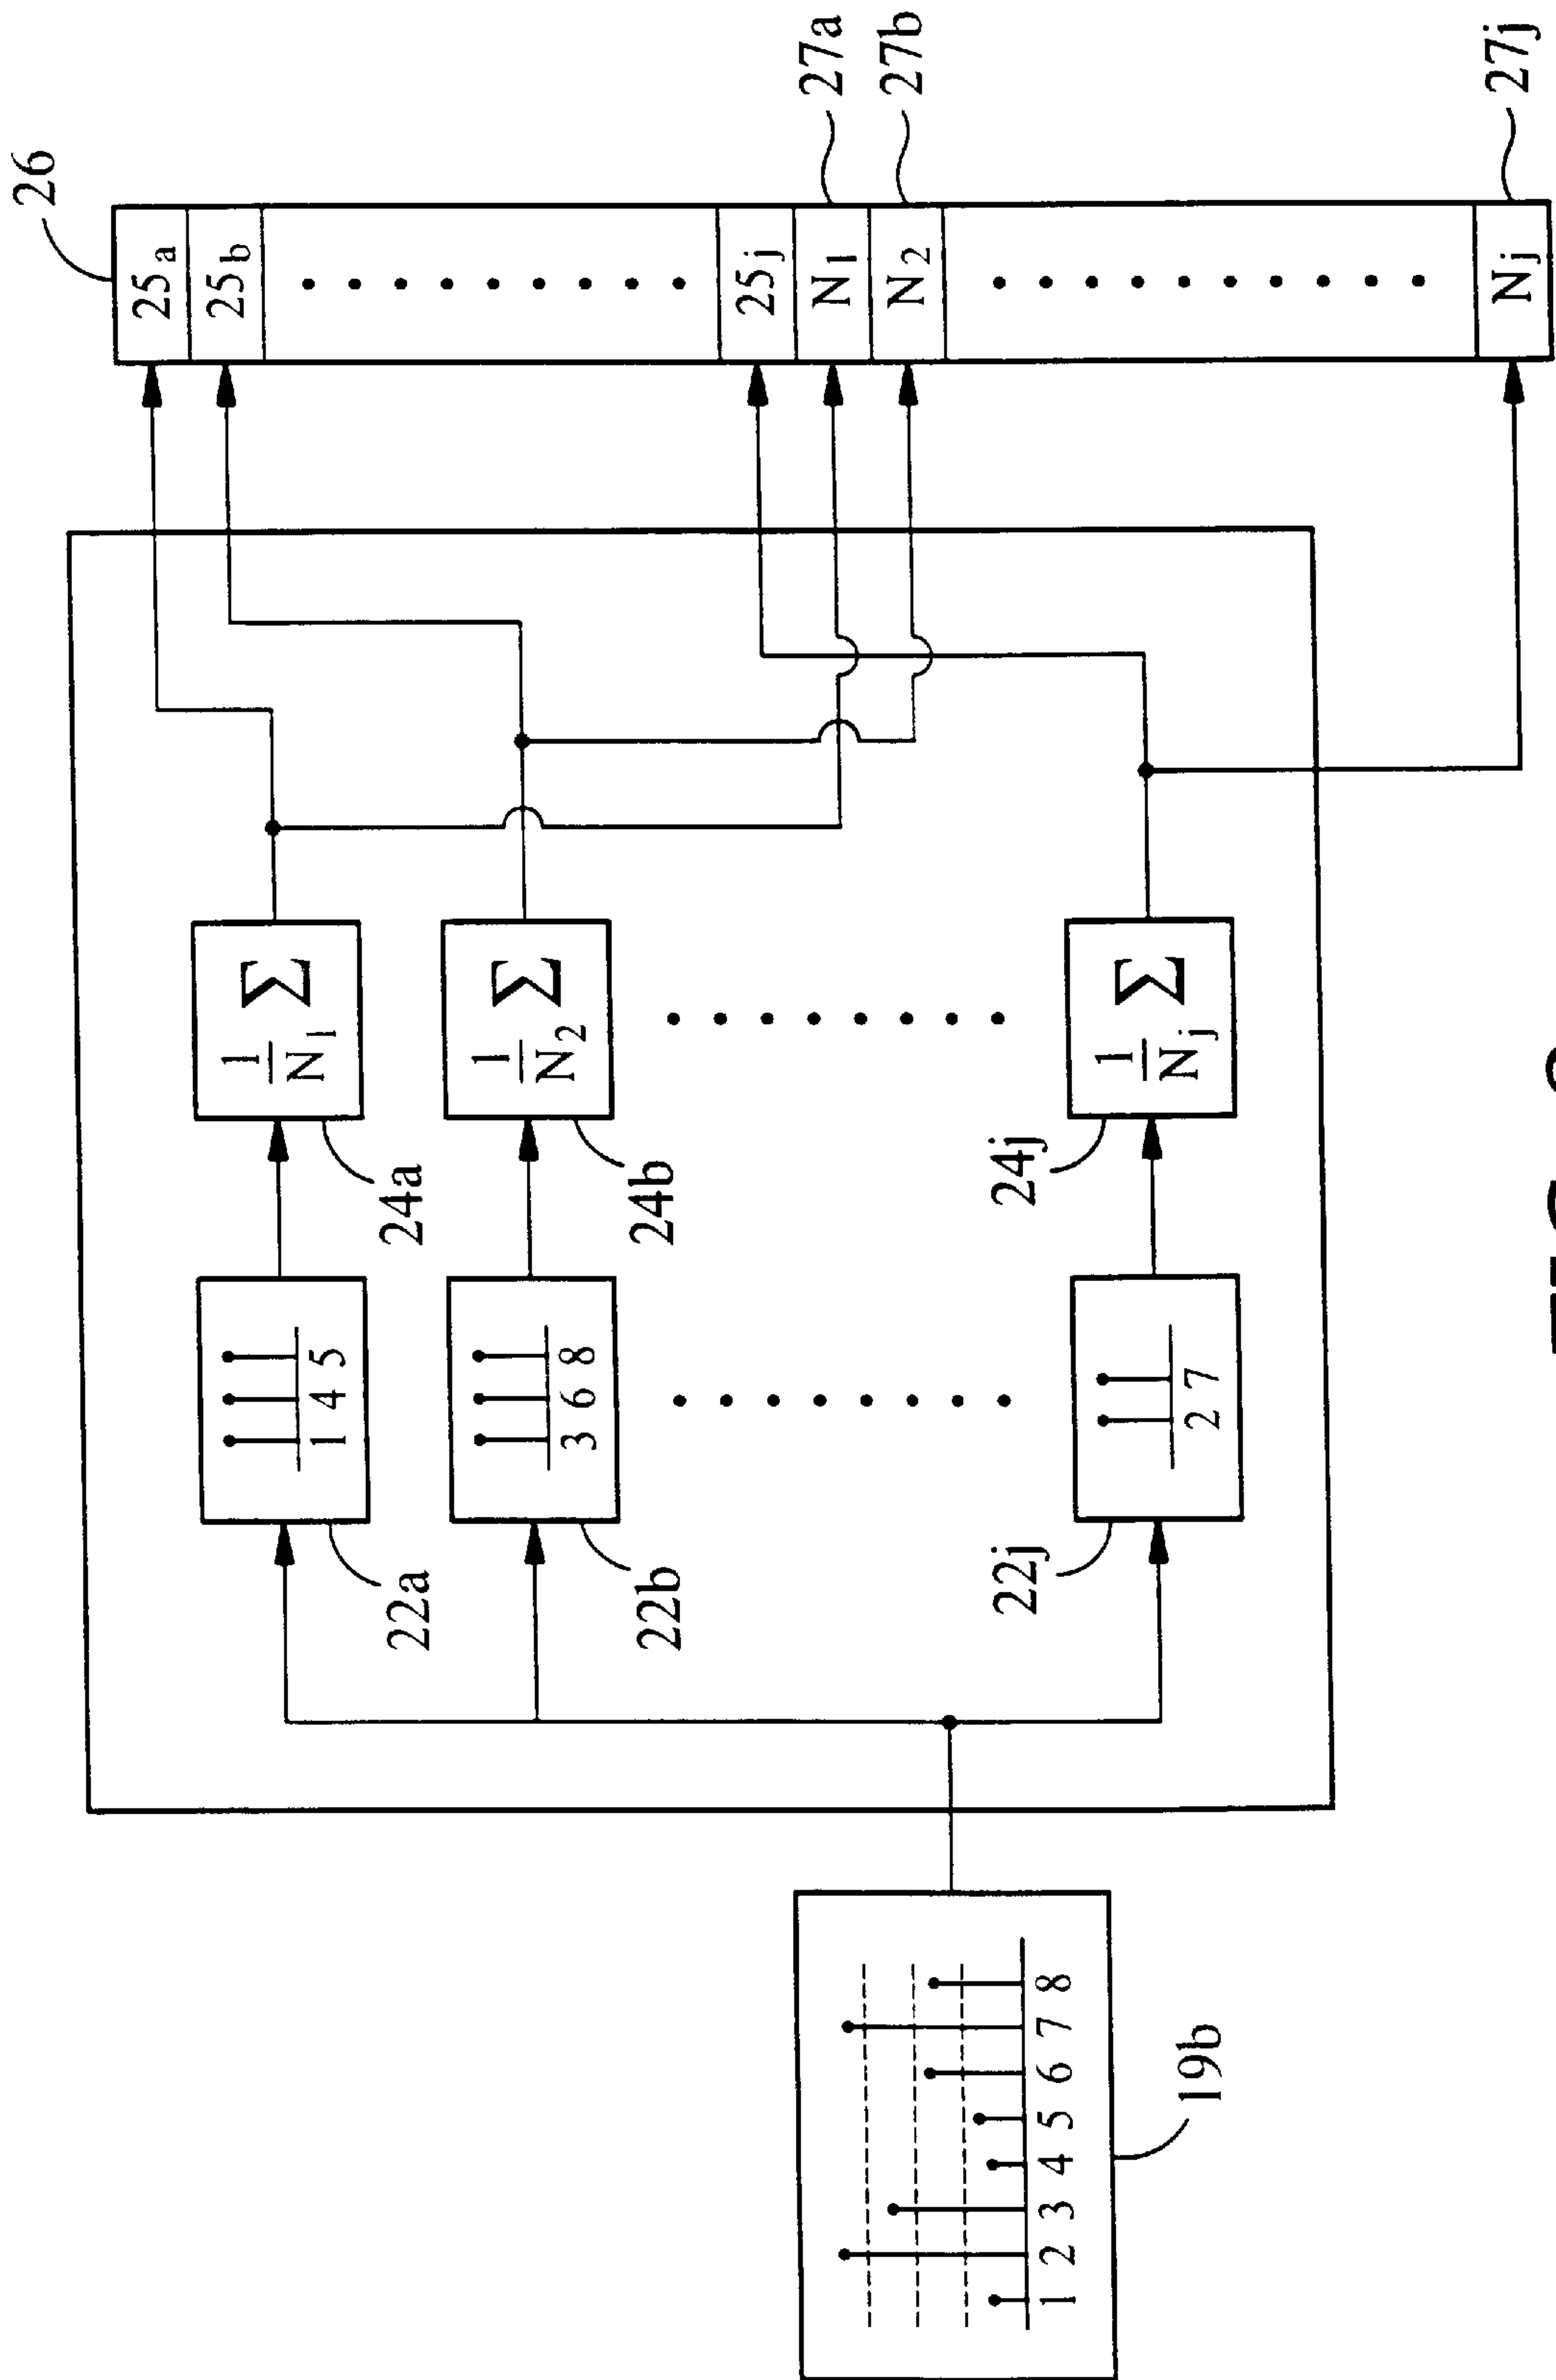 26
25a
25b
25j
N1
N2
Nj
27a
27b
27j
1/N1 Σ
24a
1/N2 Σ
24b
1/Nj Σ
24j
1 4 5
22a
3 6 8
22b
2 7
22j
1 2 3 4 5 6 7 8
19b